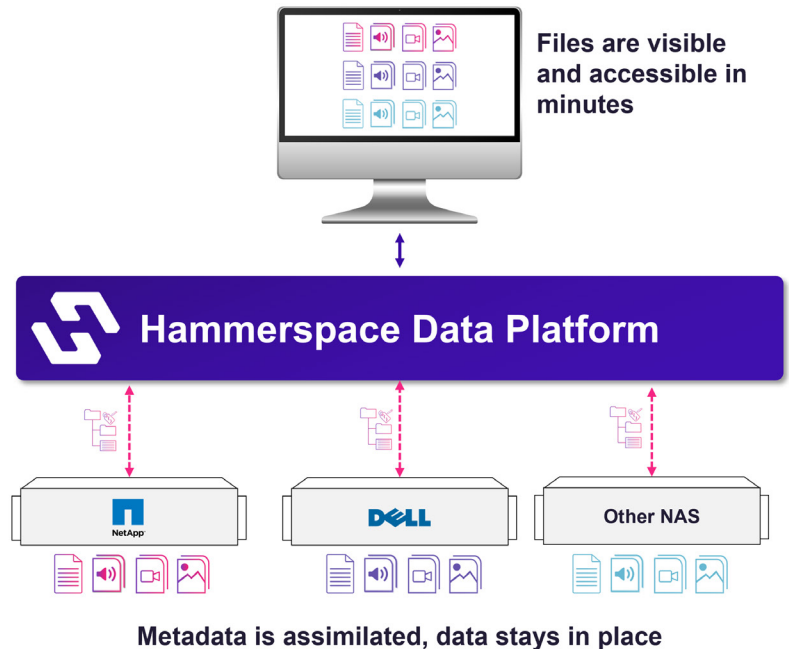 Files are visible
and accessible in
minutes
Hammerspace Data Platform
NetApp
DELL
Other NAS
Metadata is assimilated, data stays in place